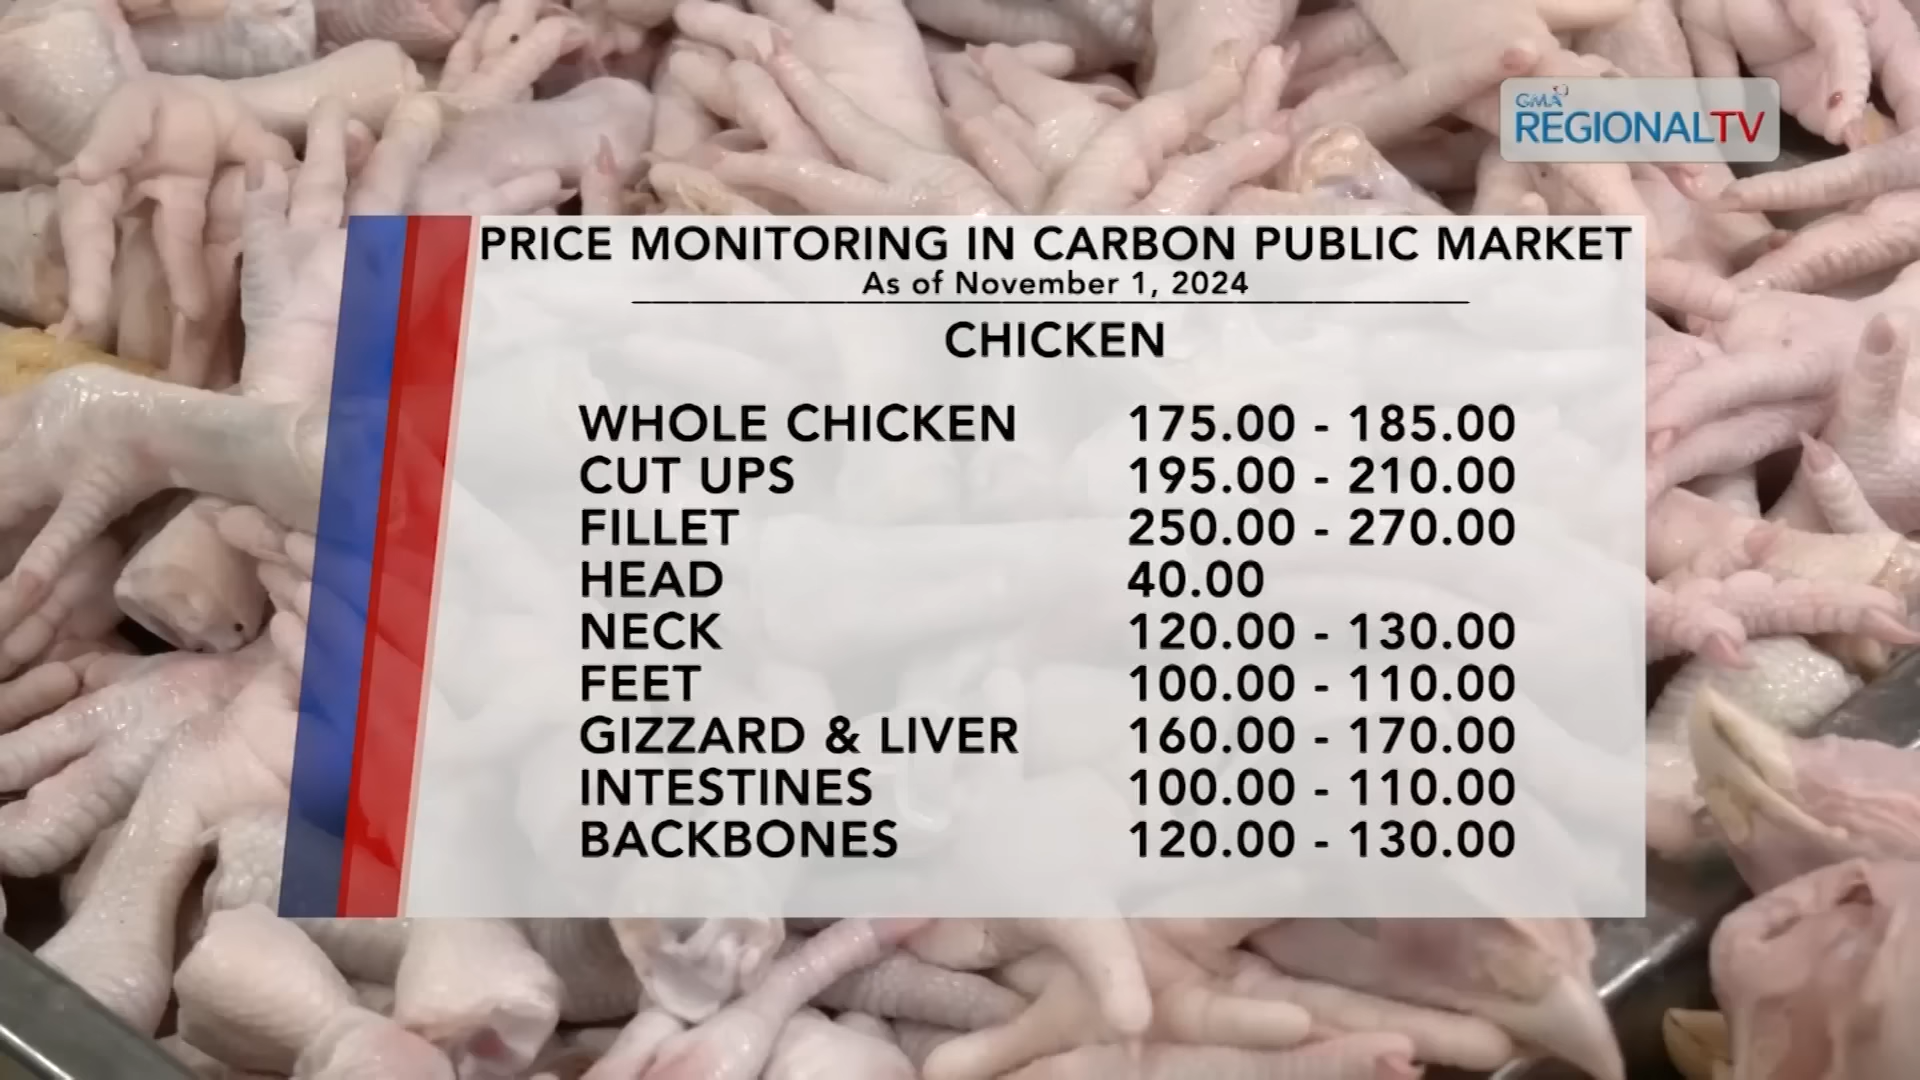 GMA
REGIONALTV
PRICE MONITORING IN CARBON PUBLIC MARKET
As of November 1, 2024
CHICKEN
WHOLE CHICKEN 175.00 - 185.00
CUT UPS 195.00 - 210.00
FILLET 250.00 - 270.00
HEAD 40.00
NECK 120.00 - 130.00
FEET 100.00 - 110.00
GIZZARD & LIVER 160.00 - 170.00
INTESTINES 100.00 - 110.00
BACKBONES 120.00 - 130.00